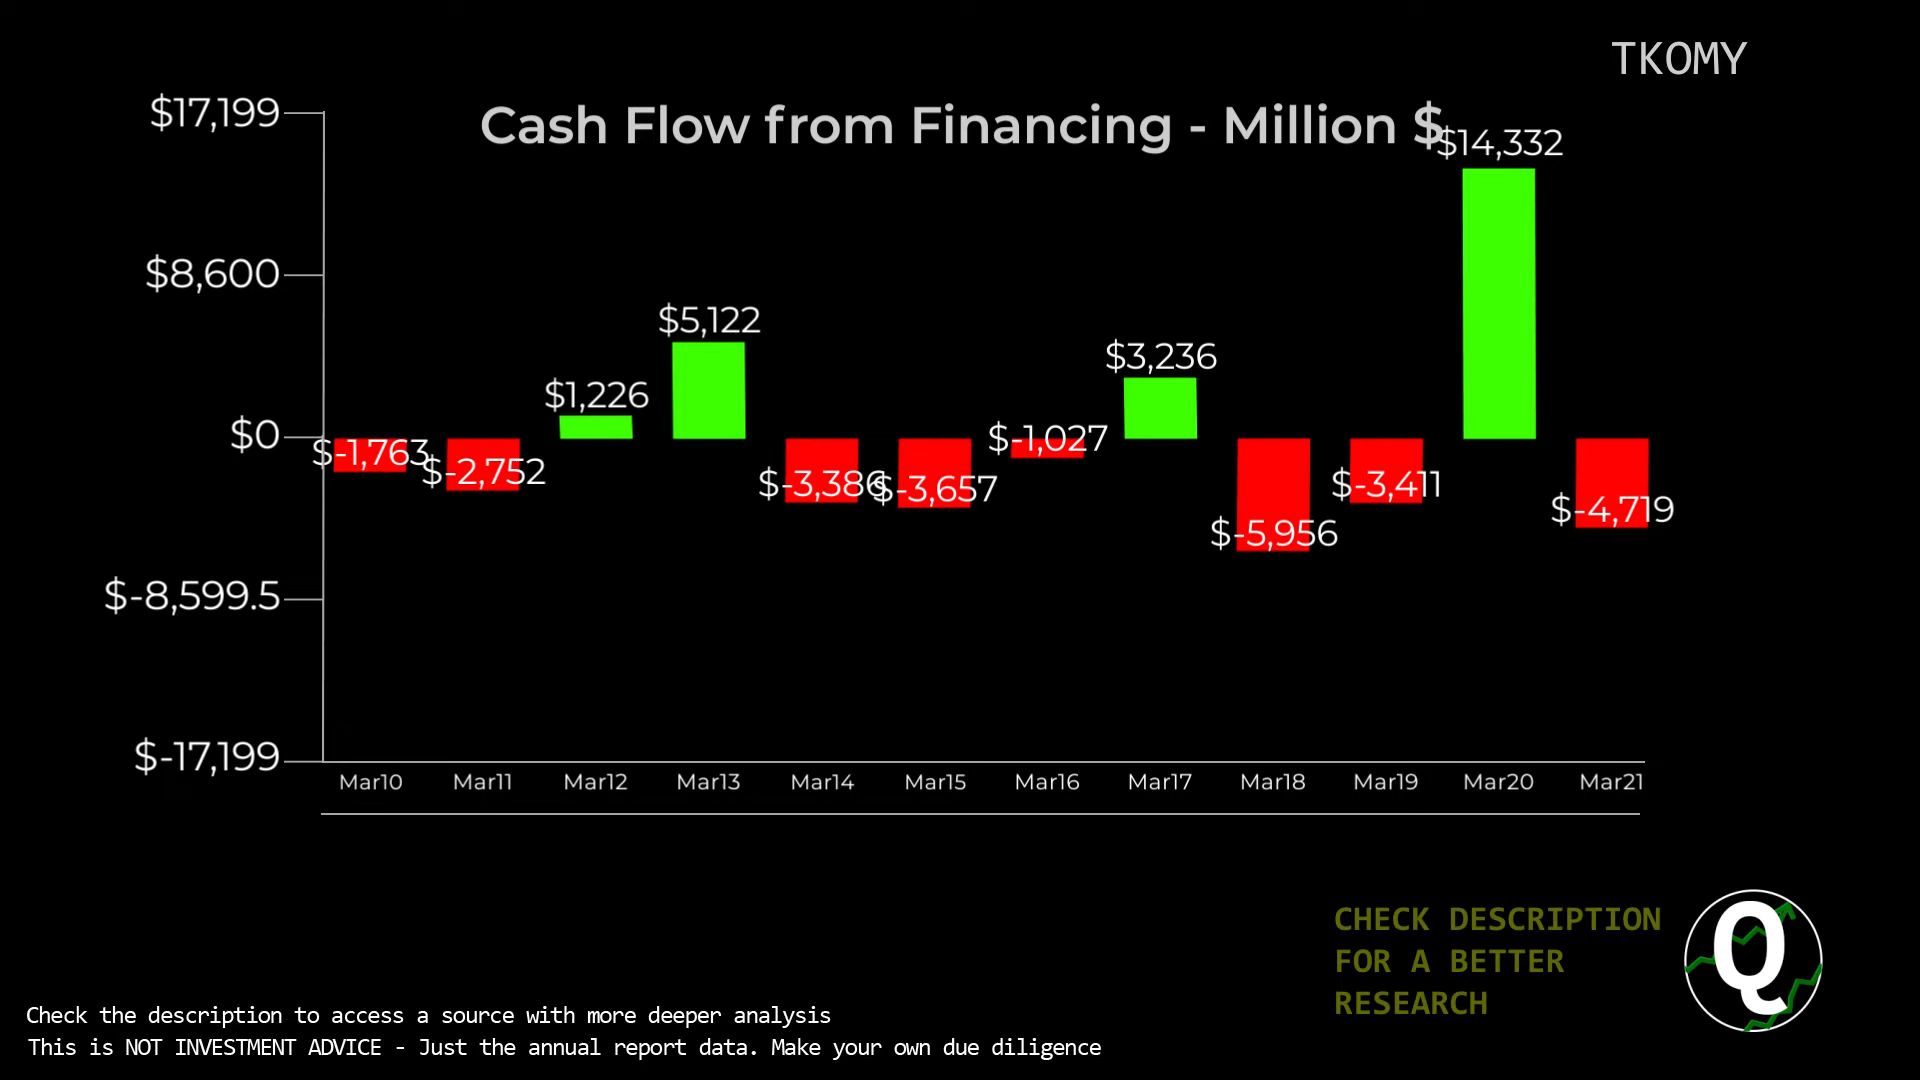 TKOMY
Cash Flow from Financing - Million $
$17,199
$8,600
$0
$-8,599.5
$-17,199
$-1,763
$-2,752
$1,226
$5,122
$-3,386
$-3,657
$-1,027
$3,236
$-5,956
$-3,411
$14,332
$-4,719
Mar10 Mar11 Mar12 Mar13 Mar14 Mar15 Mar16 Mar17 Mar18 Mar19 Mar20 Mar21
CHECK DESCRIPTION
FOR A BETTER
RESEARCH
Q
Check the description to access a source with more deeper analysis
This is NOT INVESTMENT ADVICE - Just the annual report data. Make your own due diligence